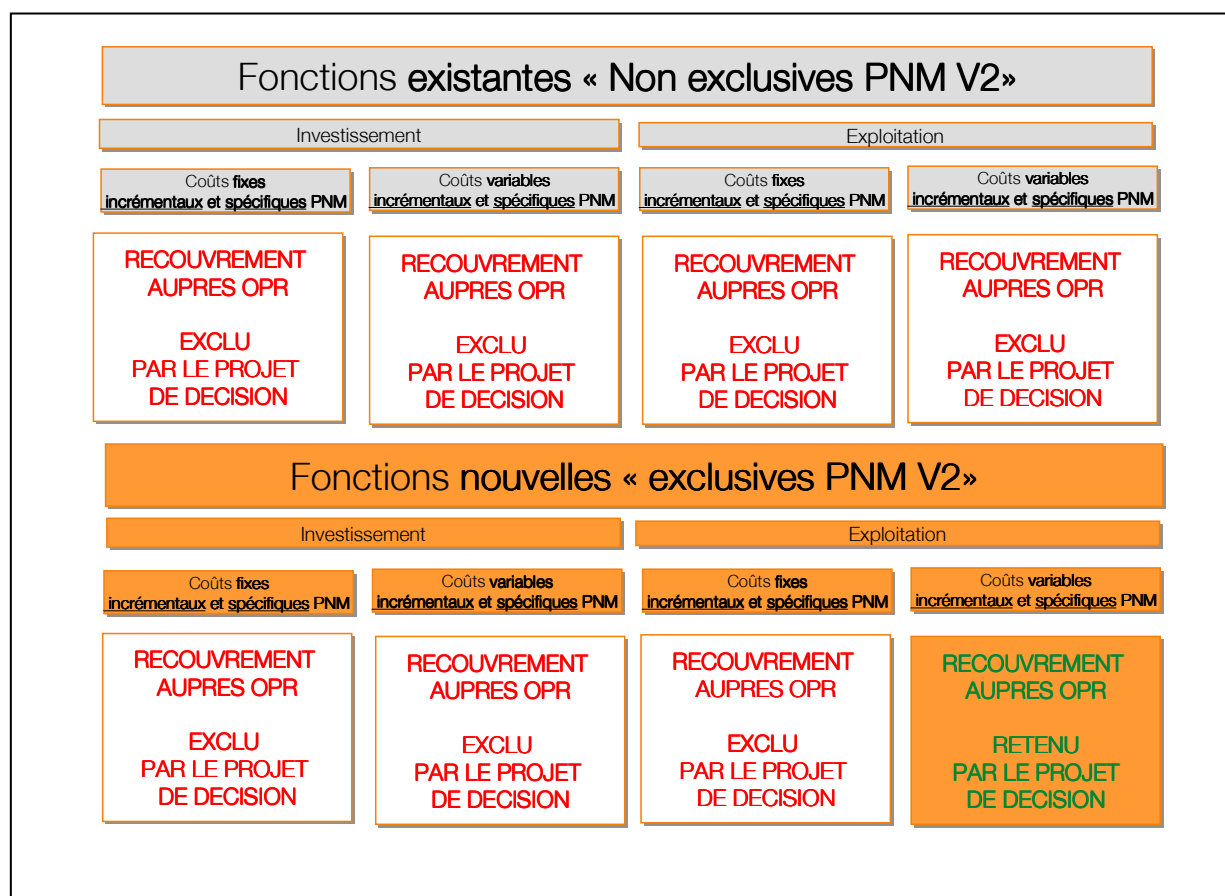 Fonctions existantes « Non exclusives PNM V2»
Investissement
Exploitation
Coûts fixes
incrémentaux et spécifiques PNM
Coûts variables
incrémentaux et spécifiques PNM
Coûts fixes
incrémentaux et spécifiques PNM
Coûts variables
incrémentaux et spécifiques PNM
RECOUVREMENT
AUPRES OPR
EXCLU
PAR LE PROJET
DE DECISION
RECOUVREMENT
AUPRES OPR
EXCLU
PAR LE PROJET
DE DECISION
RECOUVREMENT
AUPRES OPR
EXCLU
PAR LE PROJET
DE DECISION
RECOUVREMENT
AUPRES OPR
EXCLU
PAR LE PROJET
DE DECISION
Fonctions nouvelles « exclusives PNM V2»
Investissement
Exploitation
Coûts fixes
incrémentaux et spécifiques PNM
Coûts variables
incrémentaux et spécifiques PNM
Coûts fixes
incrémentaux et spécifiques PNM
Coûts variables
incrémentaux et spécifiques PNM
RECOUVREMENT
AUPRES OPR
EXCLU
PAR LE PROJET
DE DECISION
RECOUVREMENT
AUPRES OPR
EXCLU
PAR LE PROJET
DE DECISION
RECOUVREMENT
AUPRES OPR
EXCLU
PAR LE PROJET
DE DECISION
RECOUVREMENT
AUPRES OPR
RETENU
PAR LE PROJET
DE DECISION